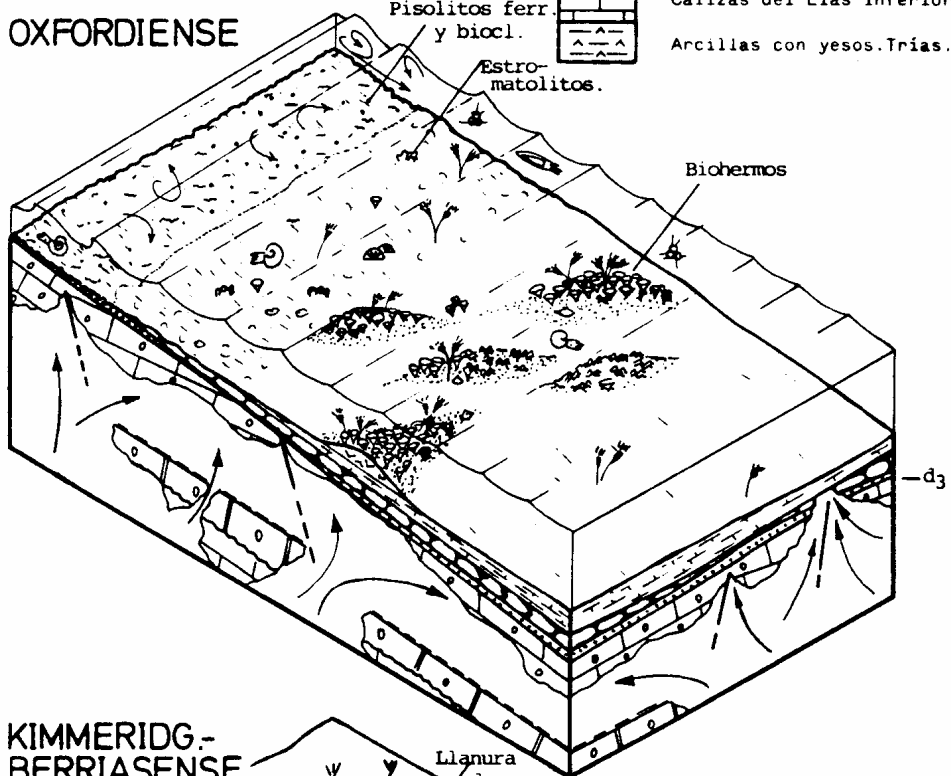 OXFORDIENSE
Pisolitos ferr.
y biocl.
Estro-
matolitos.
Calizas del Lías Inferior
Arcillas con yesos.Trías.
Biohermos
d3
KIMMERIDG.-
BERRIASENSE
Llanura